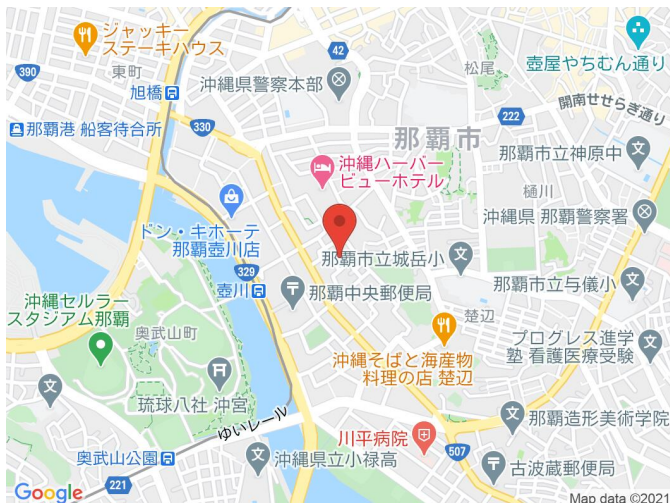 ジャッキー
ステーキハウス
東町
390
旭橋
42
沖縄県警察本部
松尾
壺屋やちむん通り
開南せせらぎ通り
222
那覇港 船客待合所
330
那覇市
那覇市立神原中
沖縄ハーバー
ビューホテル
樋川
沖縄県 那覇警察署
ドン・キホーテ
那覇壺川店
那覇市立城岳小
329
壺川
那覇中央郵便局
那覇市立与儀小
楚辺
沖縄セルラー
スタジアム那覇
奥武山町
プログレス進学
塾 看護医療受験
沖縄そばと海産物
料理の店 楚辺
琉球八社 沖宮
ゆいレール
那覇造形美術学院
川平病院
507
奥武山公園
沖縄県立小禄高
古波蔵郵便局
221
Google
Map data ©2021